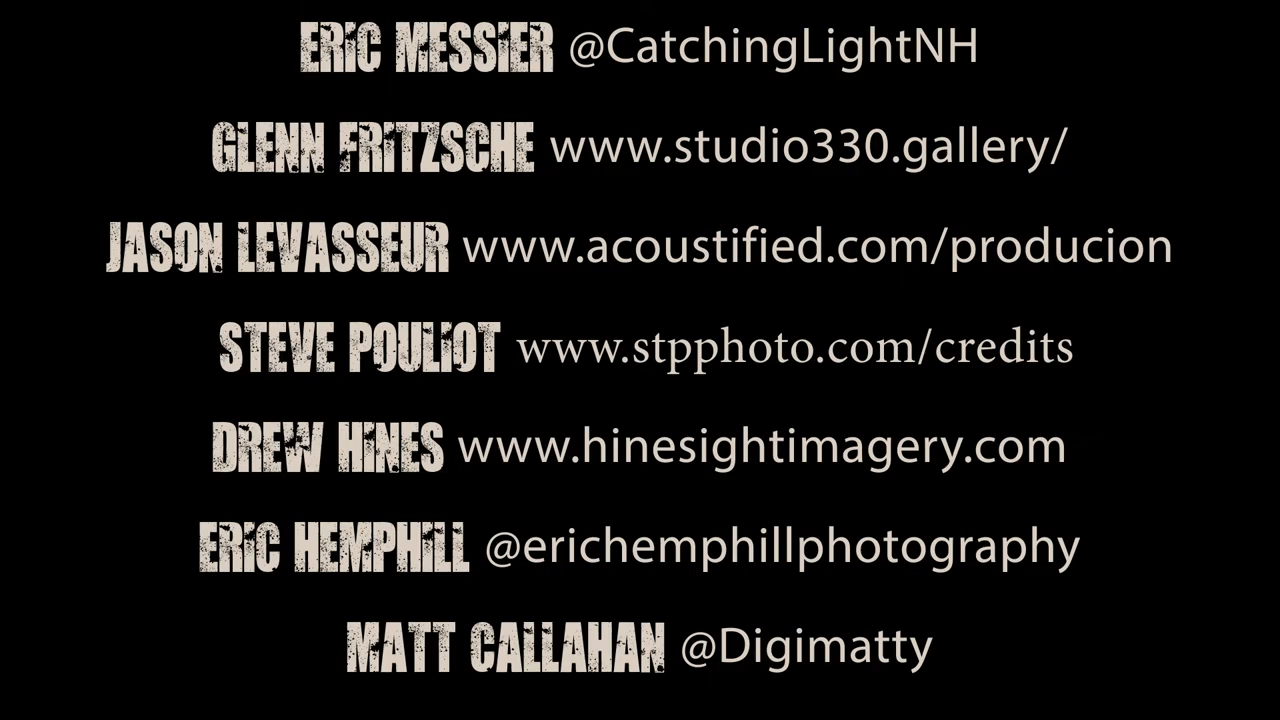 ERIC MESSIER @CatchingLightNH
GLENN FRITZSCHE www.studio330.gallery/
JASON LEVASSEUR www.acoustified.com/producion
STEVE POULIOT www.stpphoto.com/credits
DREW HINES www.hinesightimagery.com
ERIC HEMPHILL @erichemphillphotography
MATT CALLAHAN @Digimatty